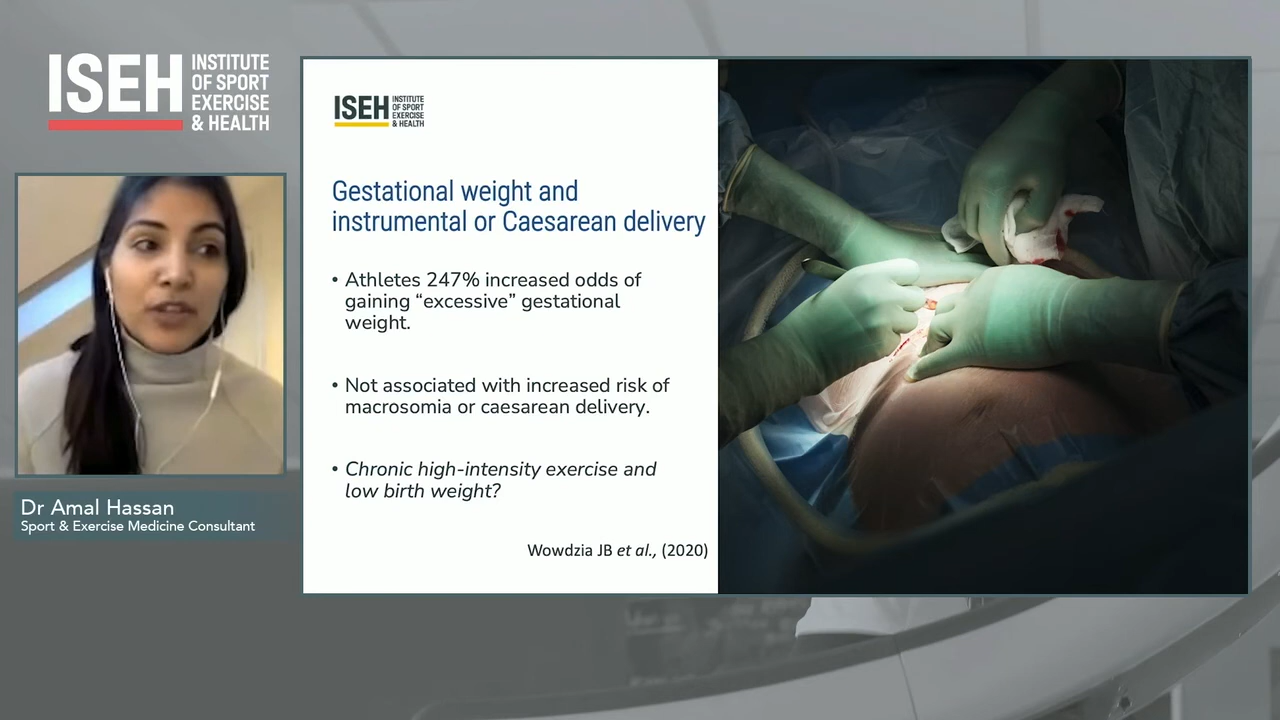 ISEH
INSTITUTE
OF SPORT
EXERCISE
& HEALTH
Dr Amal Hassan
Sport & Exercise Medicine Consultant
ISEH
INSTITUTE
OF SPORT
EXERCISE
& HEALTH
Gestational weight and
instrumental or Caesarean delivery
• Athletes 247% increased odds of
gaining “excessive” gestational
weight.
• Not associated with increased risk of
macrosomia or caesarean delivery.
• Chronic high-intensity exercise and
low birth weight?
Wowdzia JB et al., (2020)